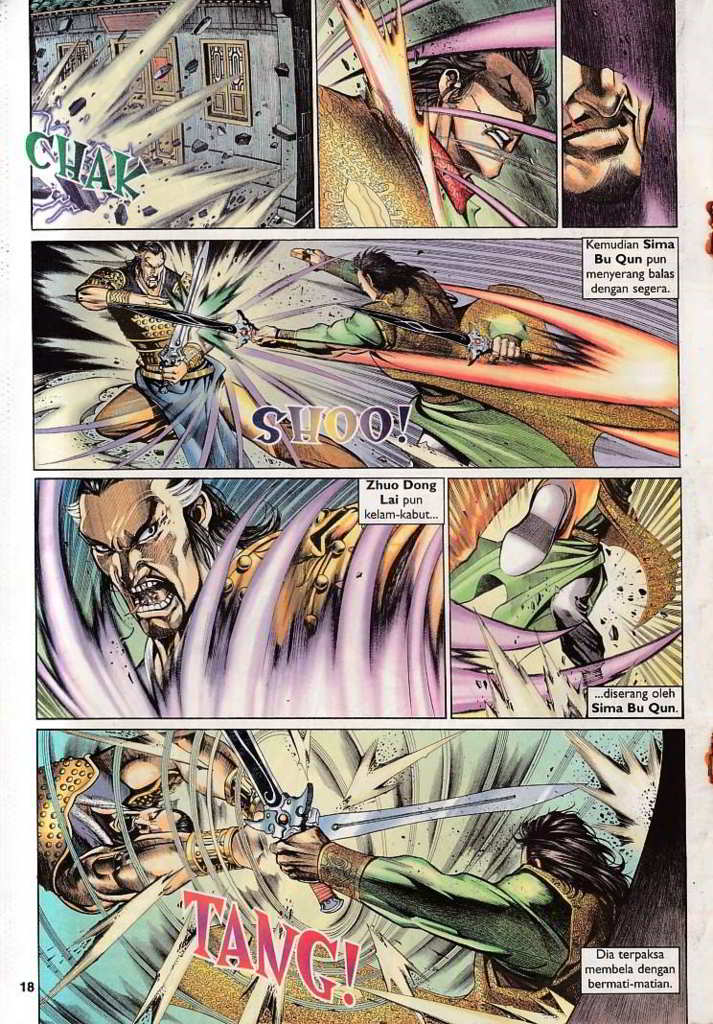 CHAK
Kemudian Sima
Bu Qun pun
menyerang balas
dengan segera.
SHOO!
Zhuo Dong
Lai pun
kelam-kabut...
...diserang oleh
Sima Bu Qun.
TANG!
Dia terpaksa
membela dengan
bermati-matian.
18